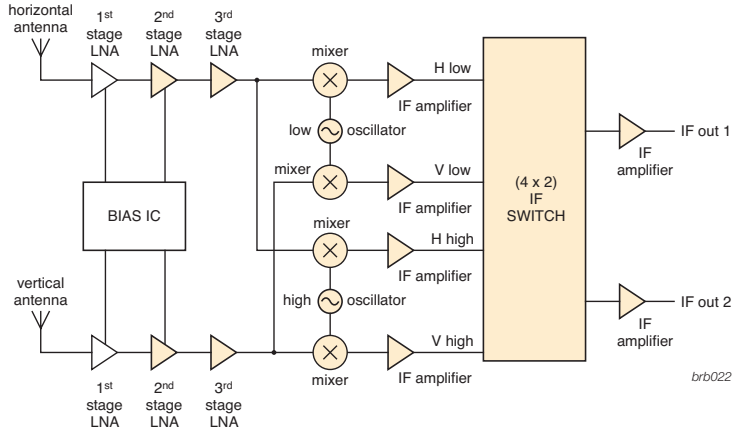 horizontal
antenna
1st
stage
LNA
2nd
stage
LNA
3rd
stage
LNA
mixer
H low
IF amplifier
low
oscillator
mixer
V low
IF amplifier
mixer
H high
IF amplifier
high
oscillator
V high
IF amplifier
mixer
BIAS IC
vertical
antenna
1st
stage
LNA
2nd
stage
LNA
3rd
stage
LNA
(4 x 2)
IF
SWITCH
IF out 1
IF
amplifier
IF out 2
IF
amplifier
brb022